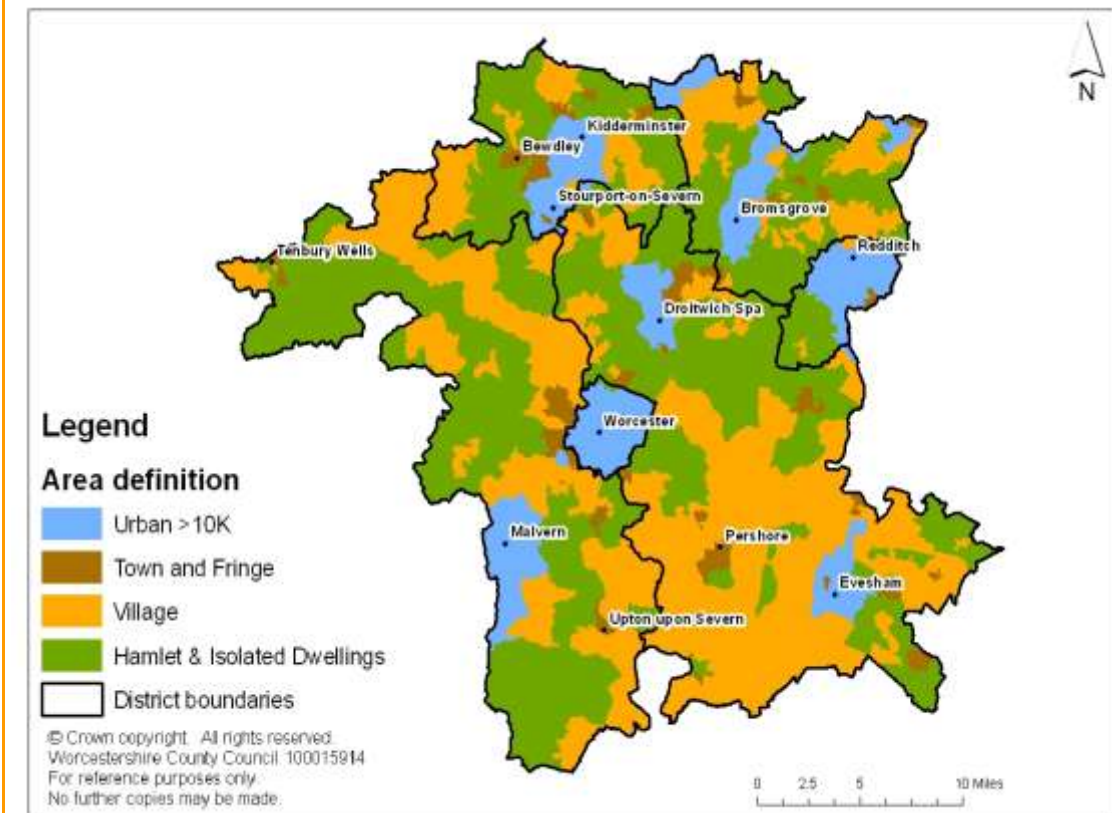 N
Kidderminster
Bewdley
Stourport-on-Severn
Bromsgrove
Redditch
Tenbury Wells
Droitwich Spa
Worcester
Malvern
Pershore
Evesham
Upton upon Severn
Legend
Area definition
Urban >10K
Town and Fringe
Village
Hamlet & Isolated Dwellings
District boundaries
© Crown copyright. All rights reserved.
Worcestershire County Council 100015914
For reference purposes only.
No further copies may be made.
0 2.5 5 10 Miles